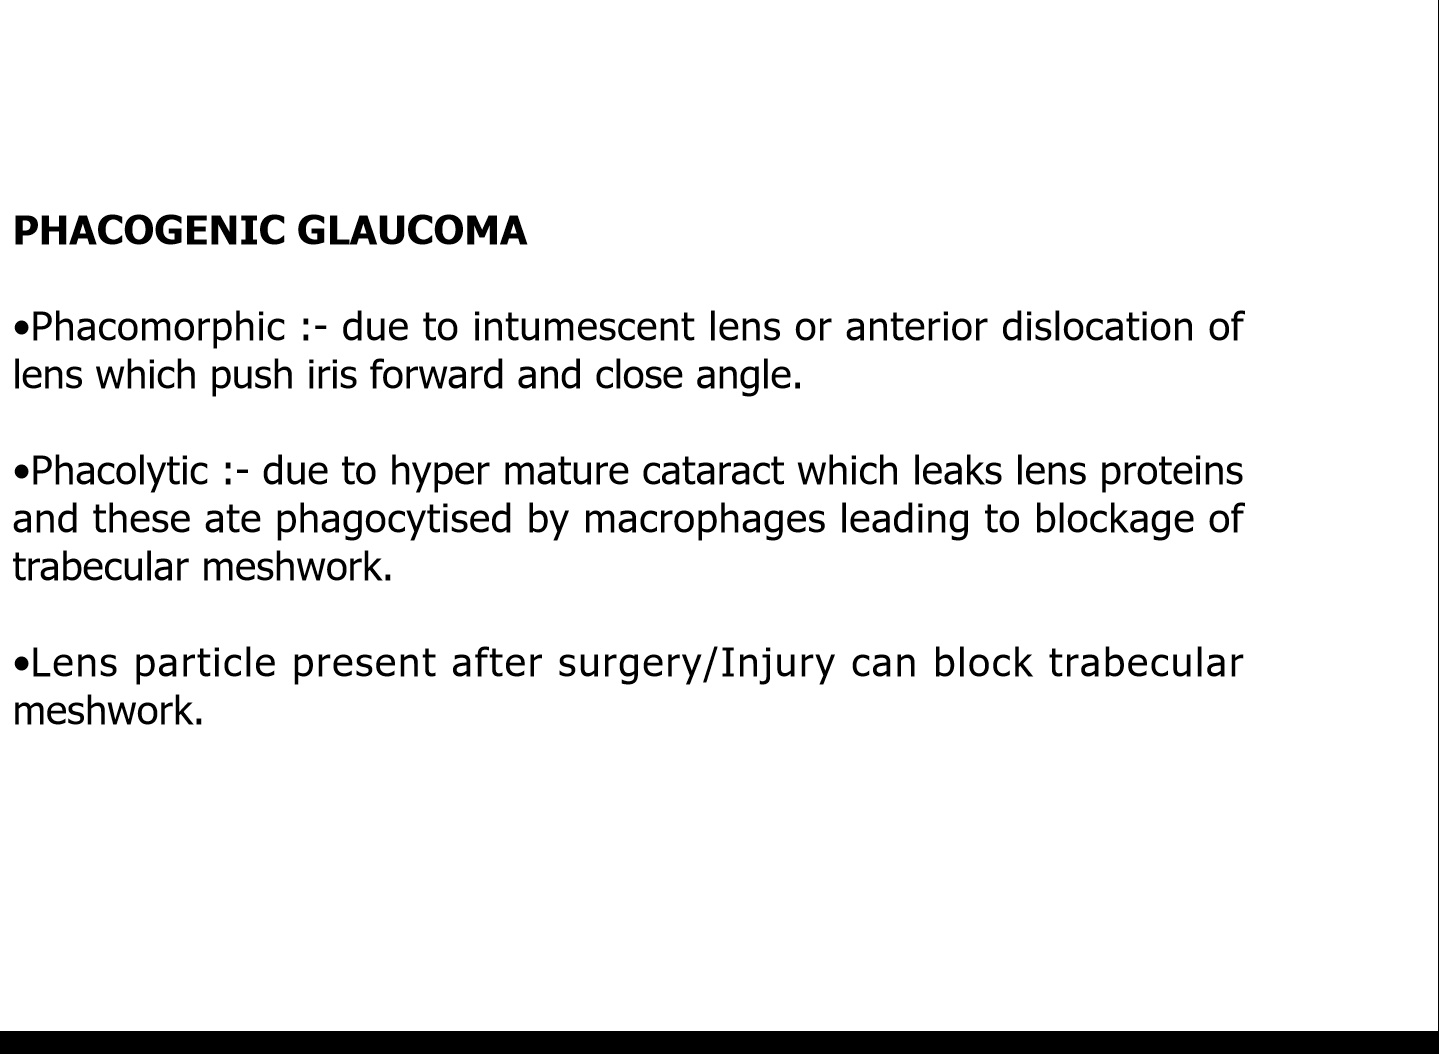 PHACOGENIC GLAUCOMA
•Phacomorphic :- due to intumescent lens or anterior dislocation of
lens which push iris forward and close angle.
•Phacolytic :- due to hyper mature cataract which leaks lens proteins
and these ate phagocytised by macrophages leading to blockage of
trabecular meshwork.
•Lens particle present after surgery/Injury can block trabecular
meshwork.